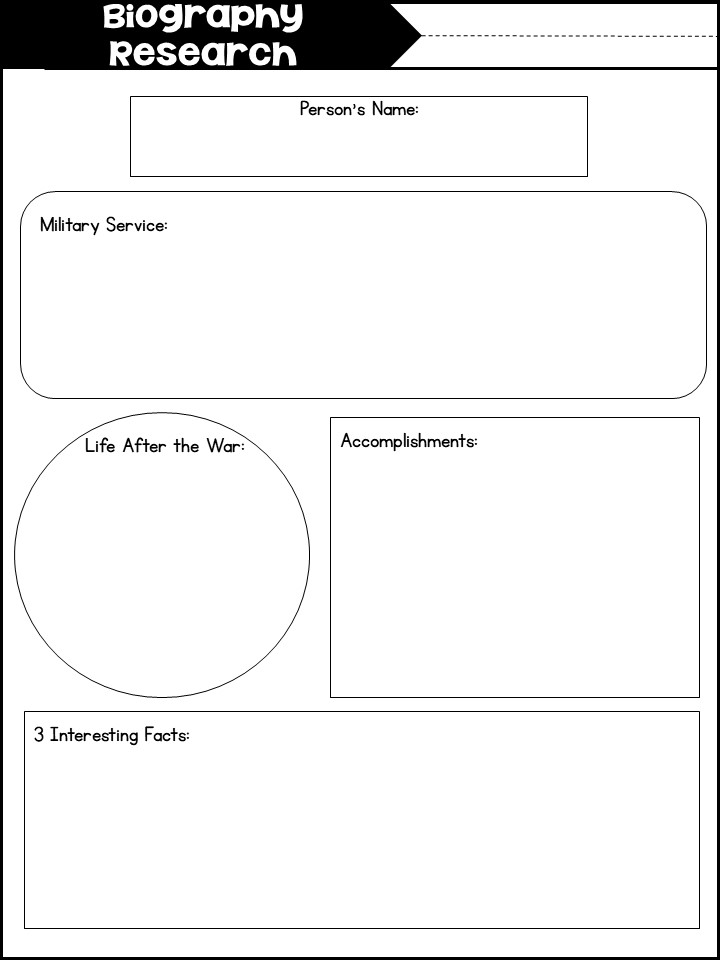 Biography
Research
Person's Name:
Military Service:
Life After the War:
Accomplishments:
3 Interesting Facts: